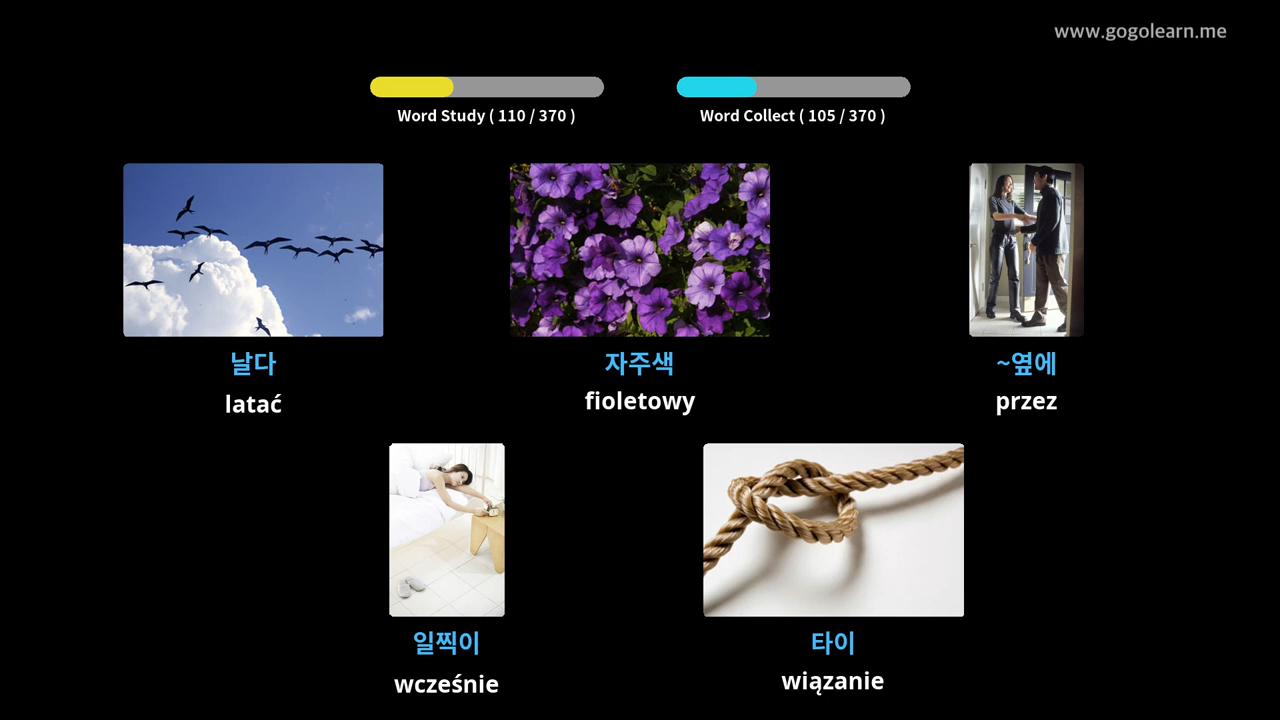 www.gogolearn.me
Word Study ( 110 / 370 )
Word Collect ( 105 / 370 )
날다
latać
자주색
fioletowy
~옆에
przez
일찍이
wcześnie
타이
wiązanie